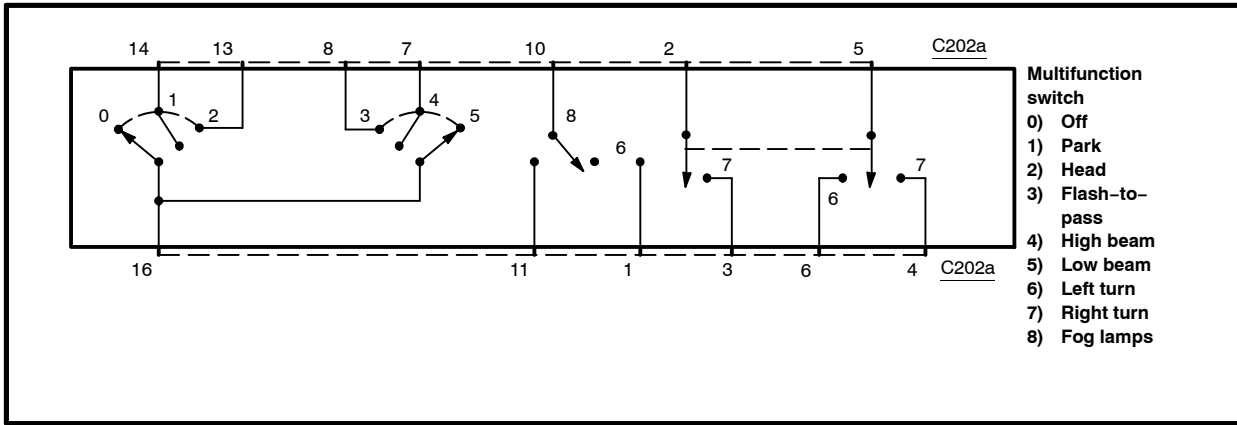 14 13 8 7 10 2 5 C202a
0 1 2 3 4 5 8 6 7 6 7
16 11 1 3 6 4 C202a
Multifunction
switch
0) Off
1) Park
2) Head
3) Flash−to−
pass
4) High beam
5) Low beam
6) Left turn
7) Right turn
8) Fog lamps